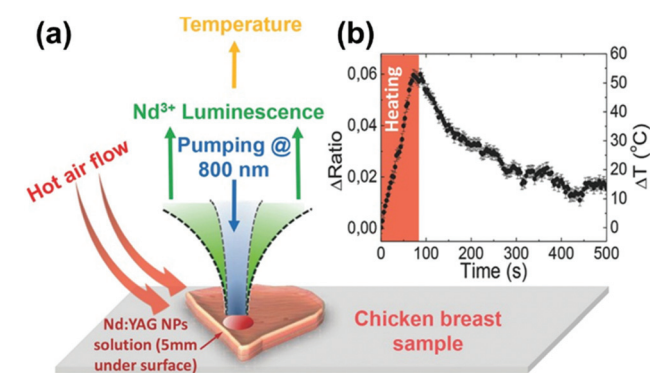 (a)
Temperature
Nd³⁺ Luminescence
Pumping @
800 nm
Hot air flow
Nd:YAG NPs
solution (5mm
under surface)
Chicken breast
sample
(b)
Heating
ΔRatio
0,06
0,04
0,02
0,00
0 100 200 300 400 500
Time (s)
60
50
40
30
20
10
0
ΔT (°C)